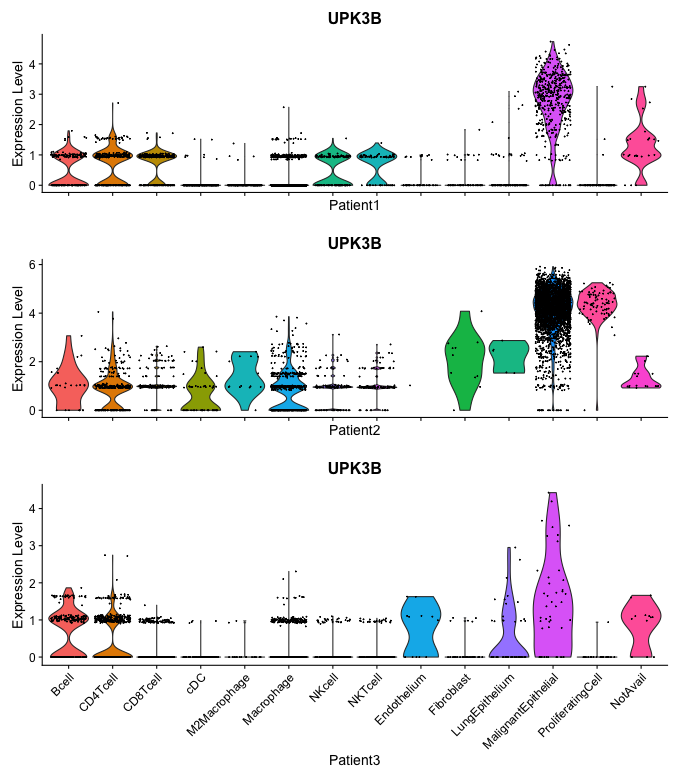 UPK3B
Expression Level
4
3
2
1
0
Patient1
UPK3B
Expression Level
6
4
2
0
Patient2
UPK3B
Expression Level
4
3
2
1
0
Bcell
CD4Tcell
CD8Tcell
cDC
M2Macrophage
Macrophage
NKcell
NKTcell
Endothelium
Fibroblast
LungEpithelium
MalignantEpithelial
ProliferatingCell
NotAvail
Patient3